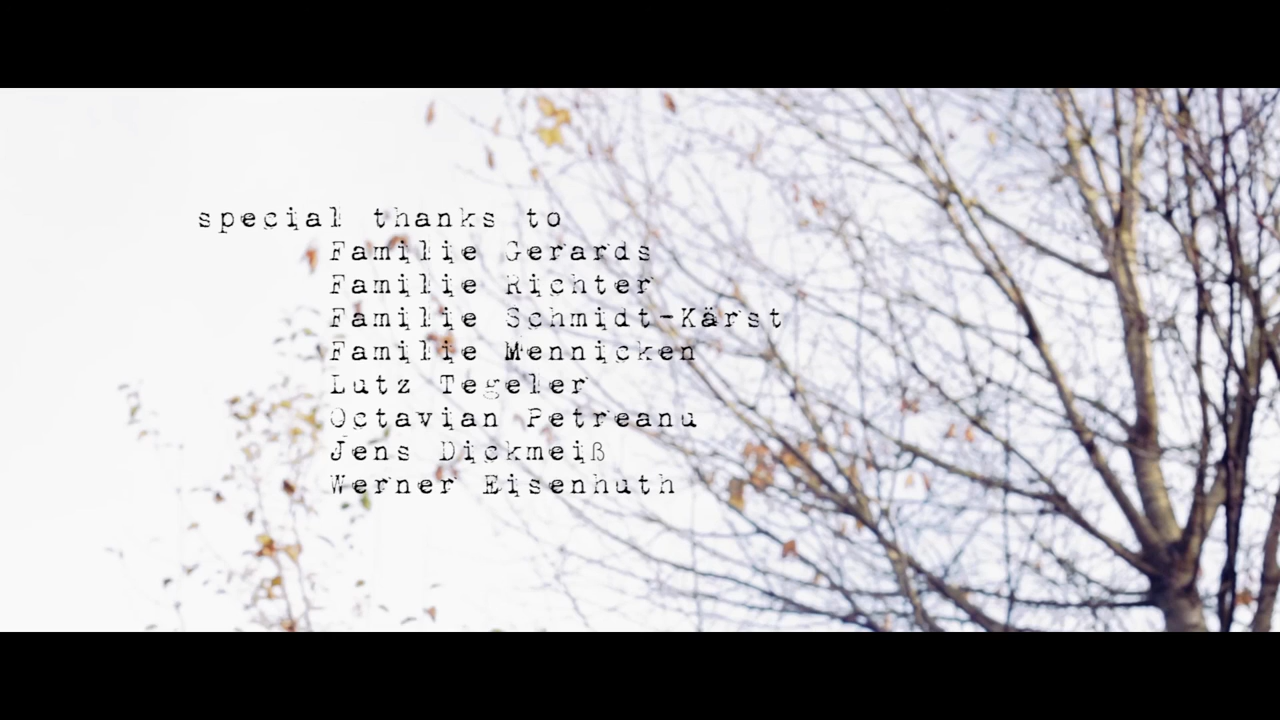 special thanks to
Familie Gerards
Familie Richter
Familie Schmidt-Kärst
Familie Mennicken
Lutz Tegeler
Octavian Petreanu
Jens Dickmeiß
Werner Eisenhuth